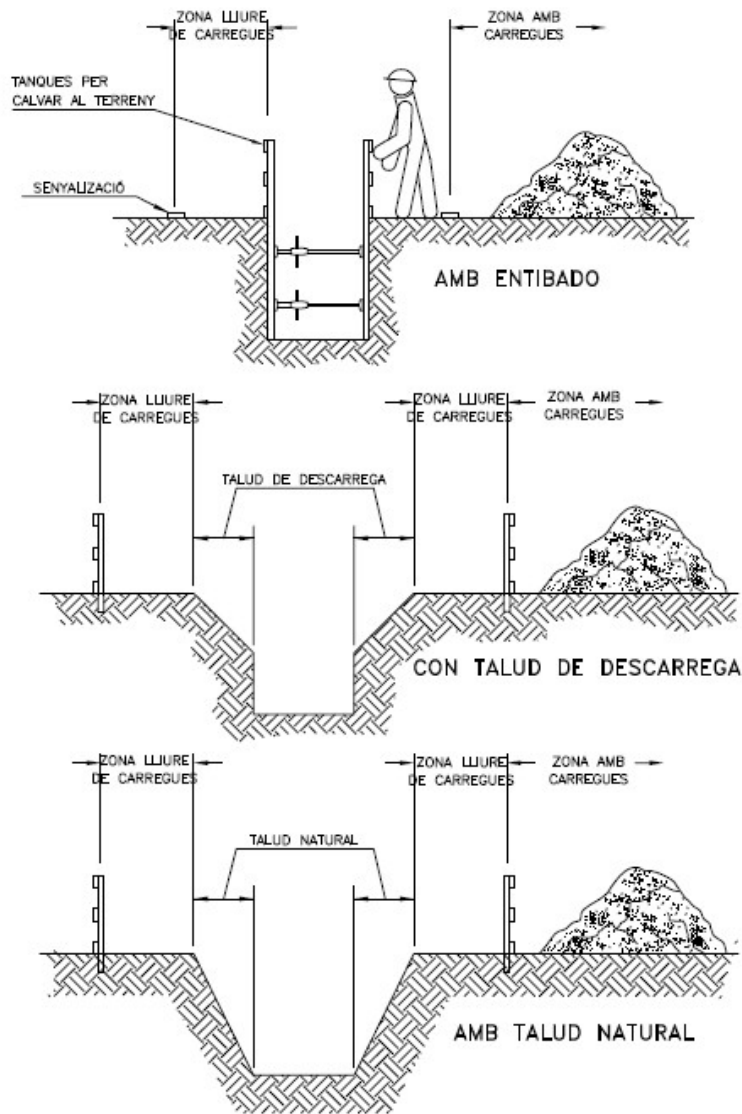 ZONA LLIURE
DE CARREGUES
ZONA AMB
CARREGUES
TANQUES PER
CALVAR AL TERRENY
SENYALIZACIÓ
AMB ENTIBADO
ZONA LLIURE
DE CARREGUES
ZONA LLIURE
DE CARREGUES
ZONA AMB
CARREGUES
TALUD DE DESCARREGA
CON TALUD DE DESCARREGA
ZONA LLIURE
DE CARREGUES
ZONA LLIURE
DE CARREGUES
ZONA AMB
CARREGUES
TALUD NATURAL
AMB TALUD NATURAL